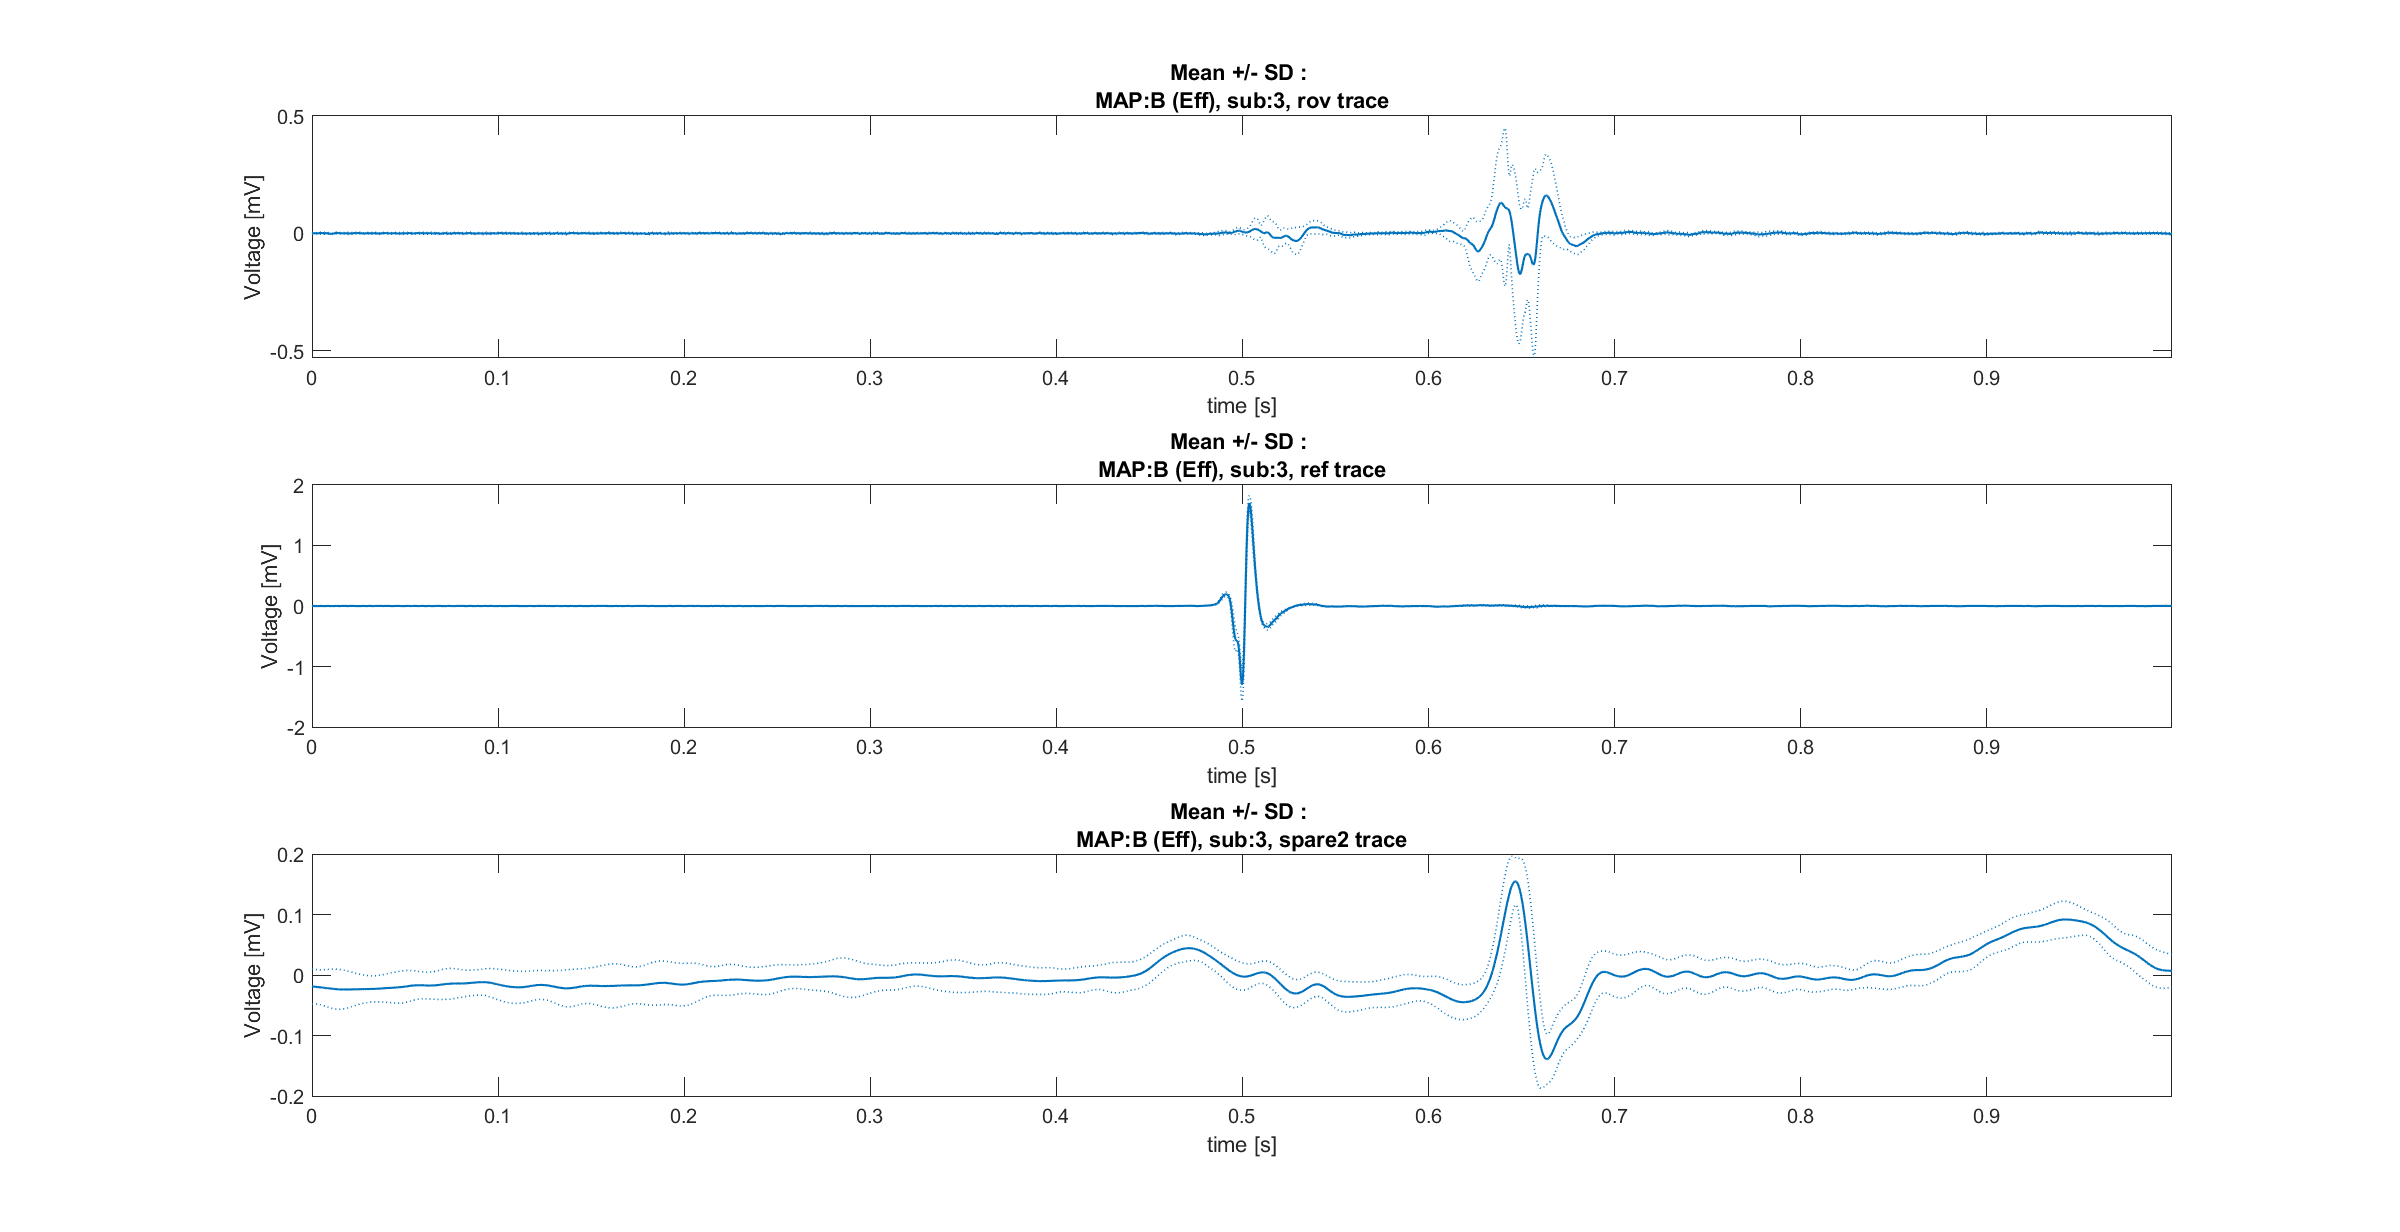 Mean +/- SD :
MAP:B (Eff), sub:3, rov trace
0.5
0
-0.5
Voltage [mV]
0 0.1 0.2 0.3 0.4 0.5 0.6 0.7 0.8 0.9
time [s]
Mean +/- SD :
MAP:B (Eff), sub:3, ref trace
2
1
0
-1
-2
Voltage [mV]
0 0.1 0.2 0.3 0.4 0.5 0.6 0.7 0.8 0.9
time [s]
Mean +/- SD :
MAP:B (Eff), sub:3, spare2 trace
0.2
0.1
0
-0.1
-0.2
Voltage [mV]
0 0.1 0.2 0.3 0.4 0.5 0.6 0.7 0.8 0.9
time [s]